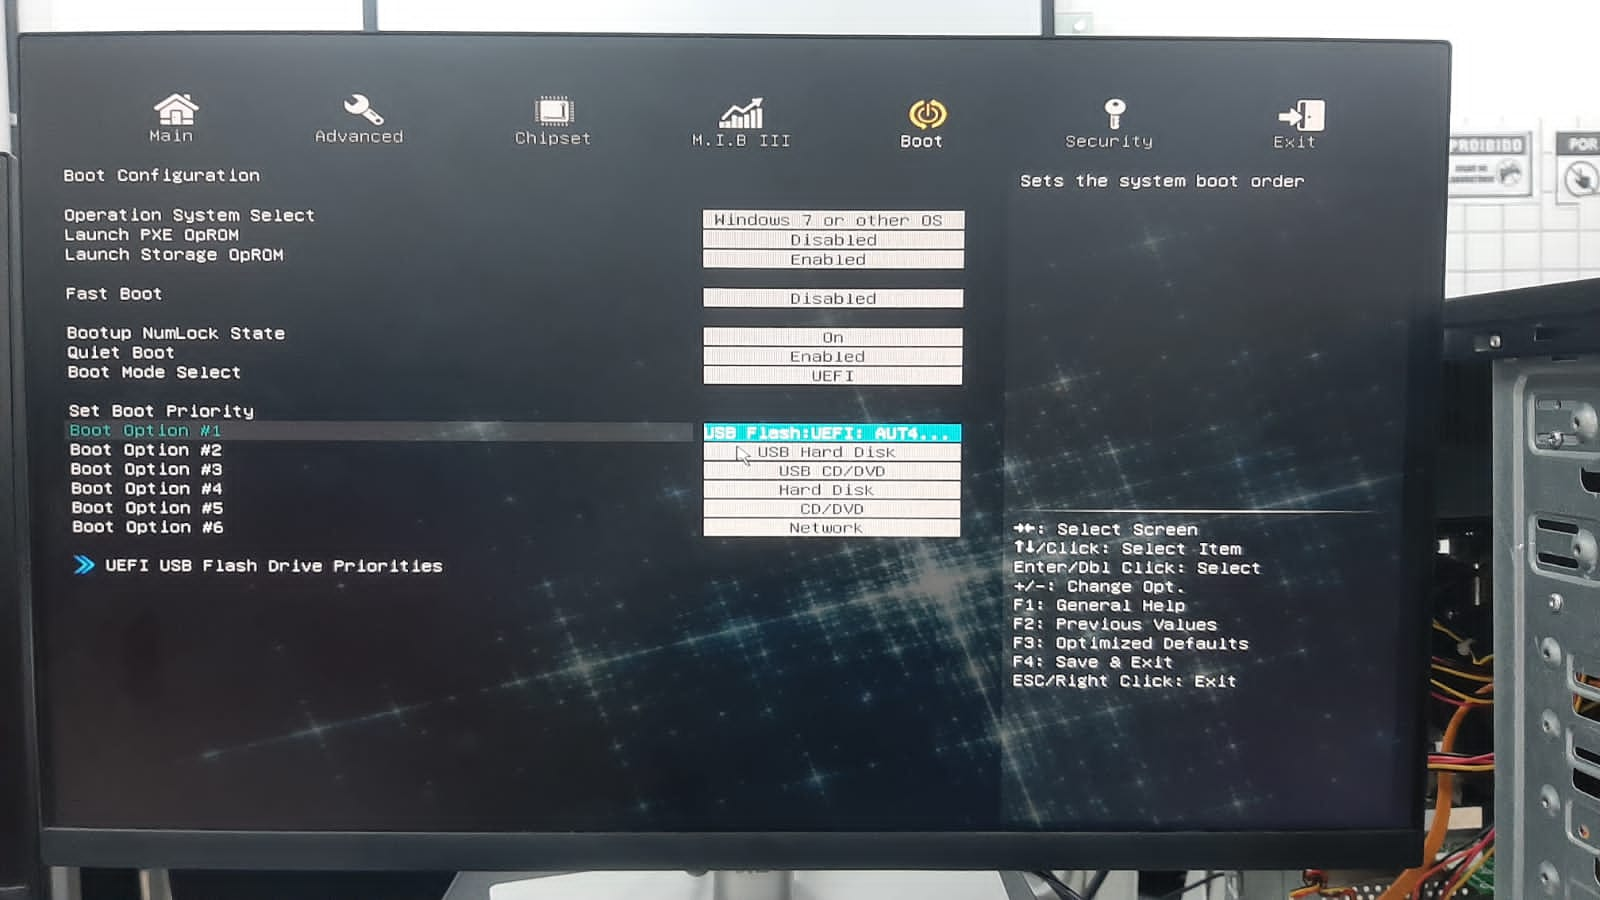 Main
Advanced
Chipset
M.I.B III
Boot
Security
Exit
Boot Configuration
Sets the system boot order
Operation System Select
Windows 7 or other OS
Launch PXE OpROM
Disabled
Launch Storage OpROM
Enabled
Fast Boot
Disabled
Bootup NumLock State
On
Quiet Boot
Enabled
Boot Mode Select
UEFI
Set Boot Priority
Boot Option #1
USB Flash:UEFI: AUT4...
Boot Option #2
USB Hard Disk
Boot Option #3
USB CD/DVD
Boot Option #4
Hard Disk
Boot Option #5
CD/DVD
Boot Option #6
Network
UEFI USB Flash Drive Priorities
→←: Select Screen
↑↓/Click: Select Item
Enter/Dbl Click: Select
+/-: Change Opt.
F1: General Help
F2: Previous Values
F3: Optimized Defaults
F4: Save & Exit
ESC/Right Click: Exit
PROIBIDO
POR